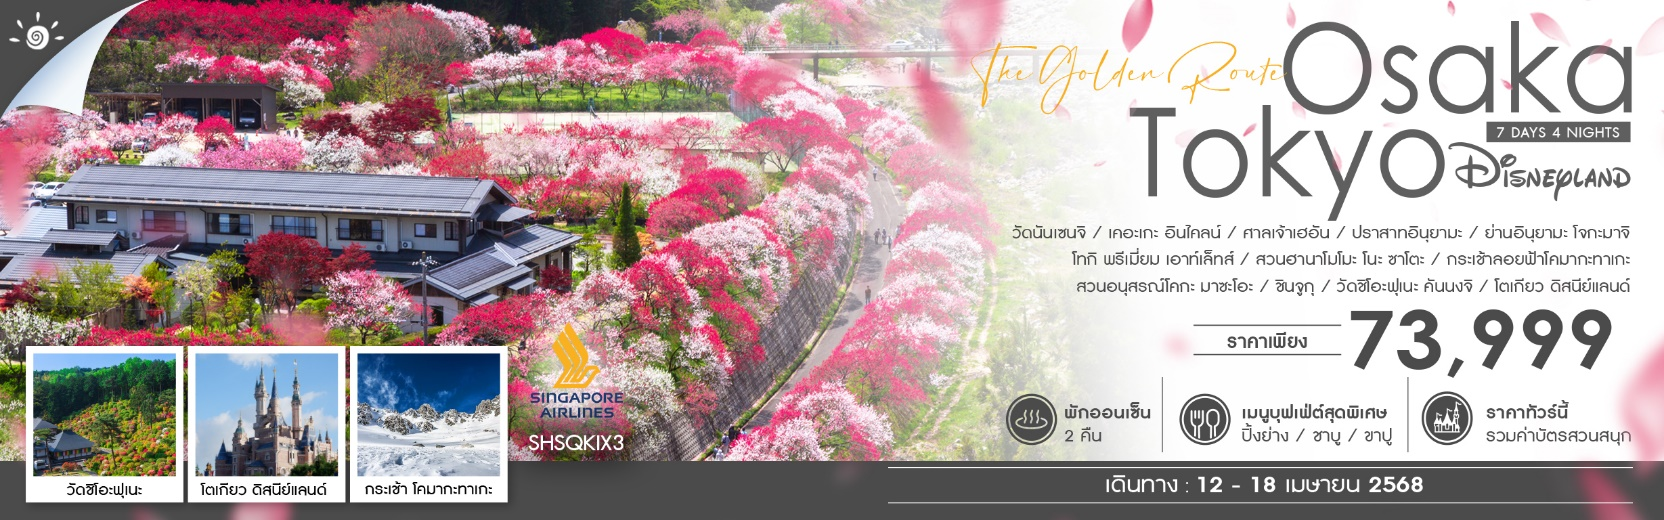 The Golden Route
Osaka
Tokyo
7 DAYS 4 NIGHTS
DISNEYLAND
วัดนันเซนจิ / เคอะเกะ อินไคลน์ / ศาลเจ้าเฮอัน / ปราสาทอินุยามะ / ย่านอินุยามะ โจกะมาจิ
โทกิ พรีเมี่ยม เอาท์เล็ทส์ / สวนฮานาโมโมะ โนะ ซาโตะ / กระเช้าลอยฟ้าโคมากะทาเกะ
สวนอนุสรณ์โคกะ มาซะโอะ / ชินจูกุ / วัดชิโอะฟุเนะ คันนงจิ / โตเกียว ดิสนีย์แลนด์
ราคาเพียง 73,999
พักออนเซ็น
2 คืน
เมนูบุฟเฟ่ต์สุดพิเศษ
ปิ้งย่าง / ชาบู / ขาปู
ราคาทัวร์นี้
รวมค่าบัตรสวนสนุก
SINGAPORE
AIRLINES
SHSQKIX3
วัดชิโอะฟุเนะ
โตเกียว ดิสนีย์แลนด์
กระเช้า โคมากะทาเกะ
เดินทาง : 12 - 18 เมษายน 2568